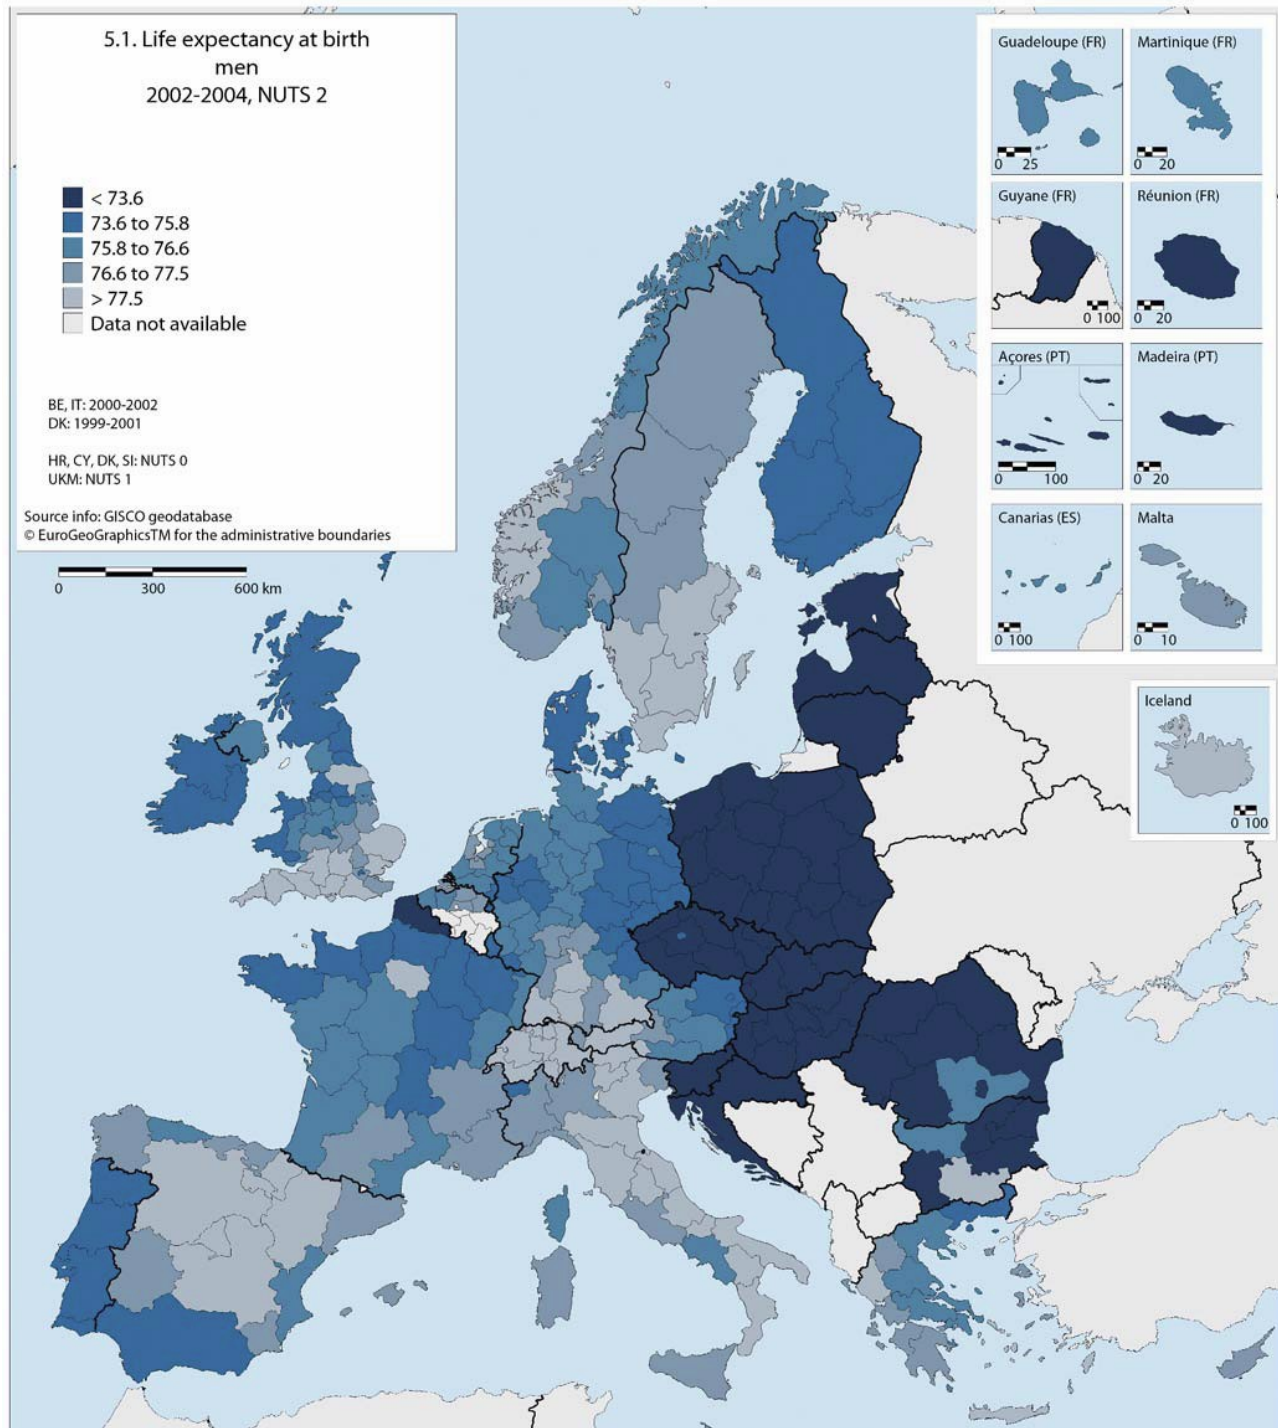 5.1. Life expectancy at birth
men
2002-2004, NUTS 2
< 73.6
73.6 to 75.8
75.8 to 76.6
76.6 to 77.5
> 77.5
Data not available
BE, IT: 2000-2002
DK: 1999-2001
HR, CY, DK, SI: NUTS 0
UKM: NUTS 1
Source info: GISCO geodatabase
© EuroGeoGraphicsTM for the administrative boundaries
0 300 600 km
Guadeloupe (FR)
0 25
Martinique (FR)
0 20
Guyane (FR)
0 100
Réunion (FR)
0 20
Açores (PT)
0 100
Madeira (PT)
0 20
Canarias (ES)
0 100
Malta
0 10
Iceland
0 100